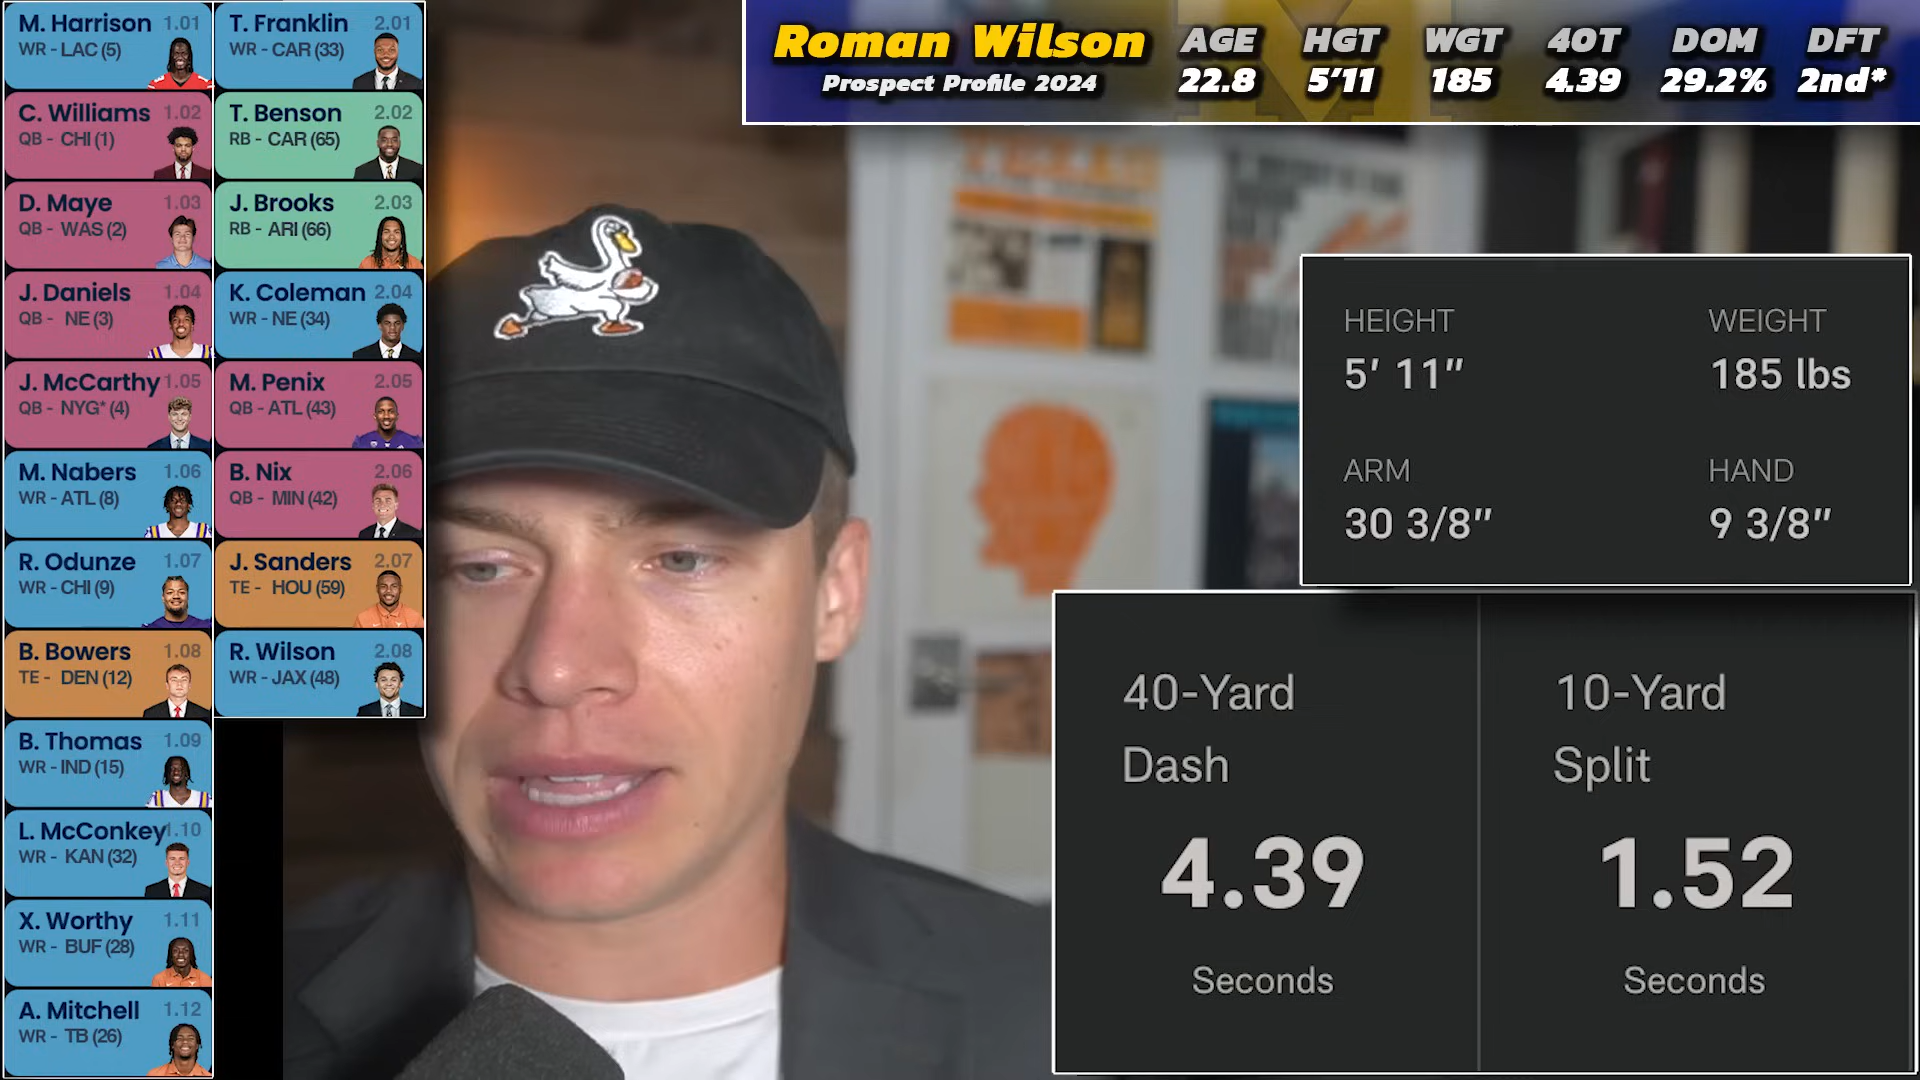 M. Harrison 1.01
WR - LAC (5)
C. Williams 1.02
QB - CHI (1)
D. Maye 1.03
QB - WAS (2)
J. Daniels 1.04
QB - NE (3)
J. McCarthy 1.05
QB - NYG* (4)
M. Nabers 1.06
WR - ATL (8)
R. Odunze 1.07
WR - CHI (9)
B. Bowers 1.08
TE - DEN (12)
B. Thomas 1.09
WR - IND (15)
L. McConkey 1.10
WR - KAN (32)
X. Worthy 1.11
WR - BUF (28)
A. Mitchell 1.12
WR - TB (26)
T. Franklin 2.01
WR - CAR (33)
T. Benson 2.02
RB - CAR (65)
J. Brooks 2.03
RB - ARI (66)
K. Coleman 2.04
WR - NE (34)
M. Penix 2.05
QB - ATL (43)
B. Nix 2.06
QB - MIN (42)
J. Sanders 2.07
TE - HOU (59)
R. Wilson 2.08
WR - JAX (48)
Roman Wilson
Prospect Profile 2024
AGE HGT WGT 40T DOM DFT
22.8 5'11 185 4.39 29.2% 2nd*
HEIGHT WEIGHT
5' 11" 185 lbs
ARM HAND
30 3/8" 9 3/8"
40-Yard
Dash
4.39
Seconds
10-Yard
Split
1.52
Seconds